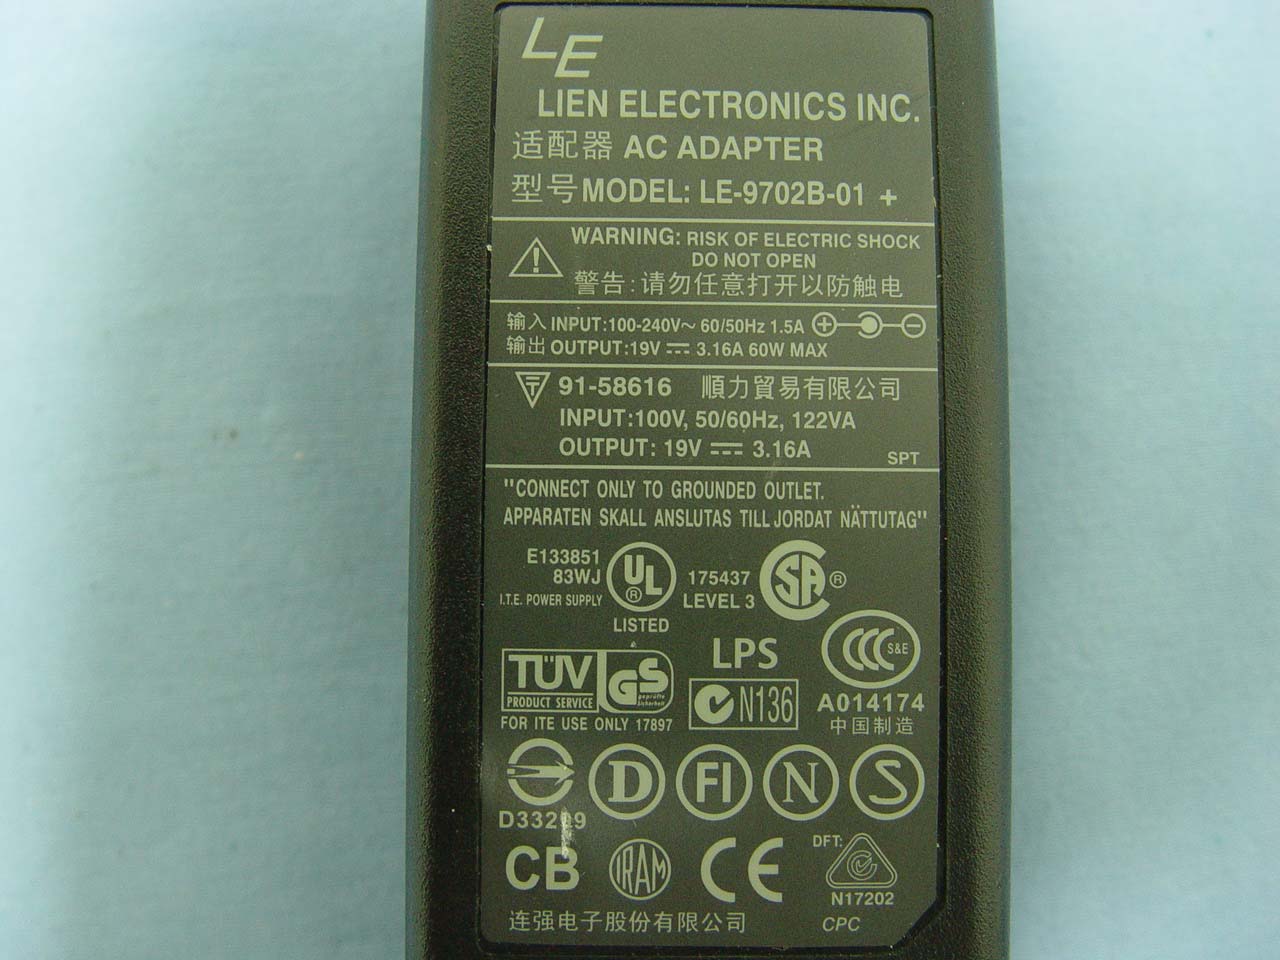 LE
LIEN ELECTRONICS INC.
适配器 AC ADAPTER
型号 MODEL: LE-9702B-01 +
WARNING: RISK OF ELECTRIC SHOCK
DO NOT OPEN
警告:请勿任意打开以防触电
输入 INPUT:100-240V~ 60/50Hz 1.5A
输出 OUTPUT:19V ⎓ 3.16A 60W MAX
91-58616 順力貿易有限公司
INPUT:100V, 50/60Hz, 122VA
OUTPUT: 19V ⎓ 3.16A SPT
"CONNECT ONLY TO GROUNDED OUTLET.
APPARATEN SKALL ANSLUTAS TILL JORDAT NÄTTUTAG"
E133851
83WJ
I.T.E. POWER SUPPLY
UL ®
LISTED
175437
LEVEL 3
SA ®
TÜV
PRODUCT SERVICE
GS
geprüfte
Sicherheit
FOR ITE USE ONLY 17897
LPS
N136
CCC S&E
A014174
中国制造
D FI N S
D33209
CB IRAM CE
DFT:
N17202
连强电子股份有限公司 CPC